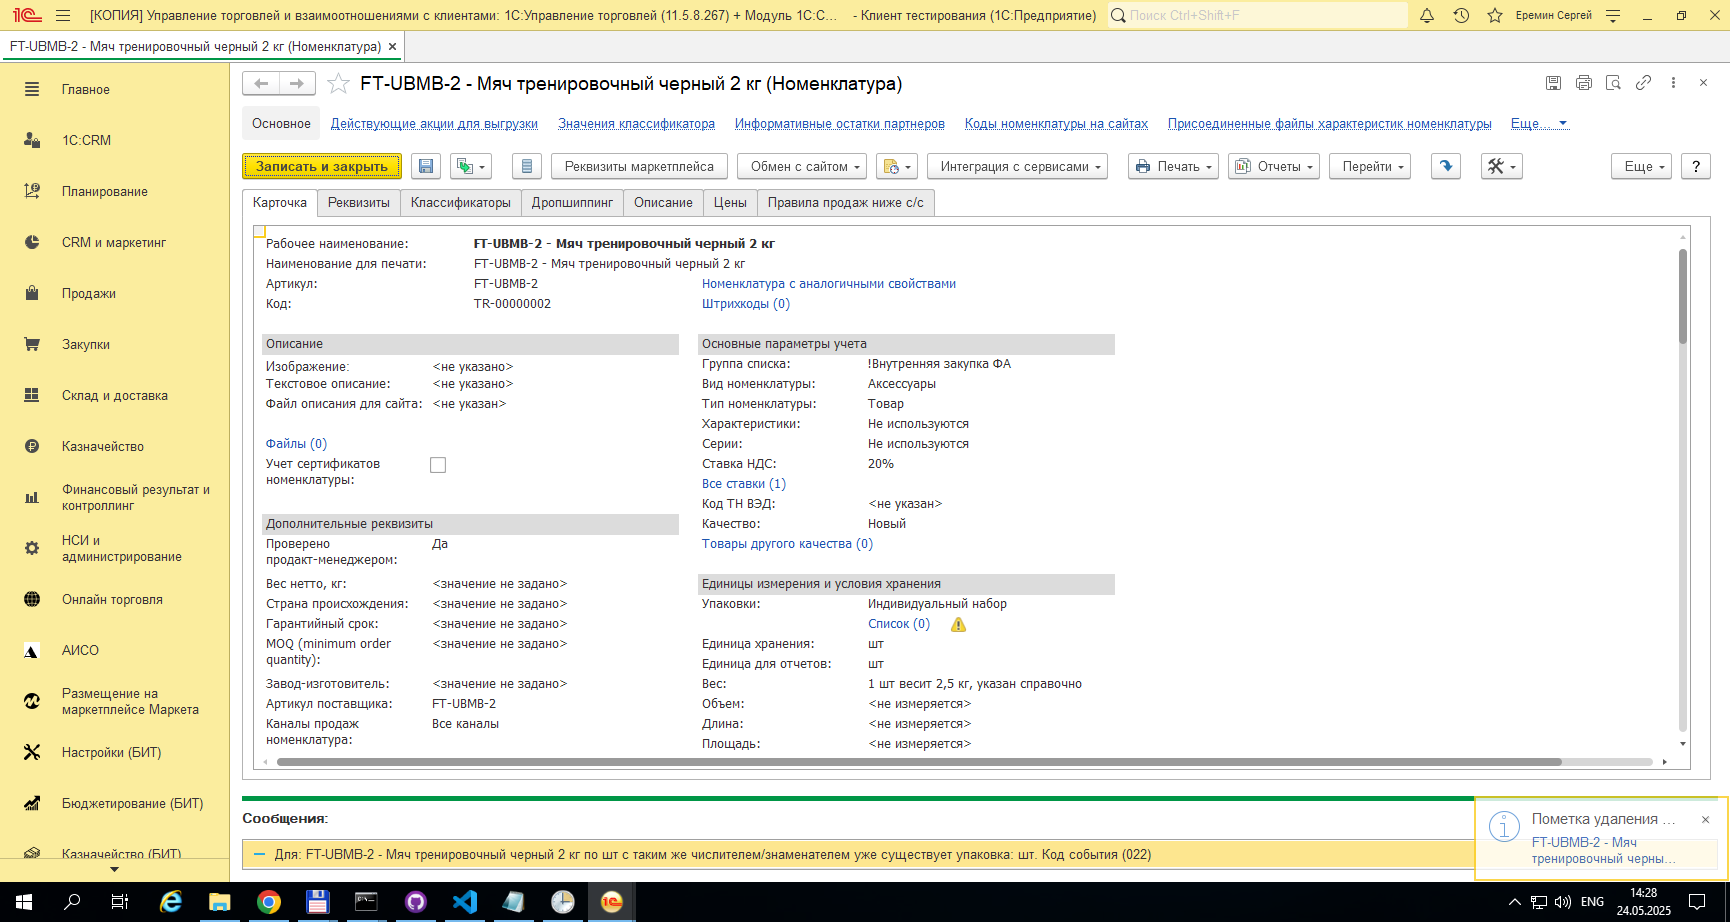 [КОПИЯ] Управление торговли и взаимоотношениями с клиентами: 1С:Управление торговлей (11.5.8.267) + Модуль 1С:С... - Клиент тестирования (1С:Предприятие)
Поиск Ctrl+Shift+F
Еремин Сергей
FT-UBMB-2 - Мяч тренировочный черный 2 кг (Номенклатура)
Главное
1С:CRM
Планирование
CRM и маркетинг
Продажи
Закупки
Склад и доставка
Казначейство
Финансовый результат и
контроллинг
НСИ и
администрирование
Онлайн торговля
АИСО
Размещение на
маркетплейсе Маркета
Настройки (БИТ)
Бюджетирование (БИТ)
Казначейство (БИТ)
FT-UBMB-2 - Мяч тренировочный черный 2 кг (Номенклатура)
Основное Действующие акции для выгрузки Значения классификатора Информативные остатки партнеров Коды номенклатуры на сайтах Присоединенные файлы характеристик номенклатуры Еще...
Записать и закрыть Реквизиты маркетплейса Обмен с сайтом Интеграция с сервисами Печать Отчеты Перейти Еще ?
Карточка Реквизиты Классификаторы Дропшиппинг Описание Цены Правила продаж ниже с/с
Рабочее наименование: FT-UBMB-2 - Мяч тренировочный черный 2 кг
Наименование для печати: FT-UBMB-2 - Мяч тренировочный черный 2 кг
Артикул: FT-UBMB-2 Номенклатура с аналогичными свойствами
Код: TR-00000002 Штрихкоды (0)
Описание
Изображение: <не указано>
Текстовое описание: <не указано>
Файл описания для сайта: <не указан>
Файлы (0)
Учет сертификатов
номенклатуры:
Дополнительные реквизиты
Проверено Да
продакт-менеджером:
Вес нетто, кг: <значение не задано>
Страна происхождения: <значение не задано>
Гарантийный срок: <значение не задано>
MOQ (minimum order <значение не задано>
quantity):
Завод-изготовитель: <значение не задано>
Артикул поставщика: FT-UBMB-2
Каналы продаж Все каналы
номенклатура:
Основные параметры учета
Группа списка: !Внутренняя закупка ФА
Вид номенклатуры: Аксессуары
Тип номенклатуры: Товар
Характеристики: Не используются
Серии: Не используются
Ставка НДС: 20%
Все ставки (1)
Код ТН ВЭД: <не указан>
Качество: Новый
Товары другого качества (0)
Единицы измерения и условия хранения
Упаковки: Индивидуальный набор
Список (0)
Единица хранения: шт
Единица для отчетов: шт
Вес: 1 шт весит 2,5 кг, указан справочно
Объем: <не измеряется>
Длина: <не измеряется>
Площадь: <не измеряется>
Сообщения:
Для: FT-UBMB-2 - Мяч тренировочный черный 2 кг по шт с таким же числителем/знаменателем уже существует упаковка: шт. Код события (022)
Пометка удаления ...
FT-UBMB-2 - Мяч
тренировочный черны...
ENG
14:28
24.05.2025